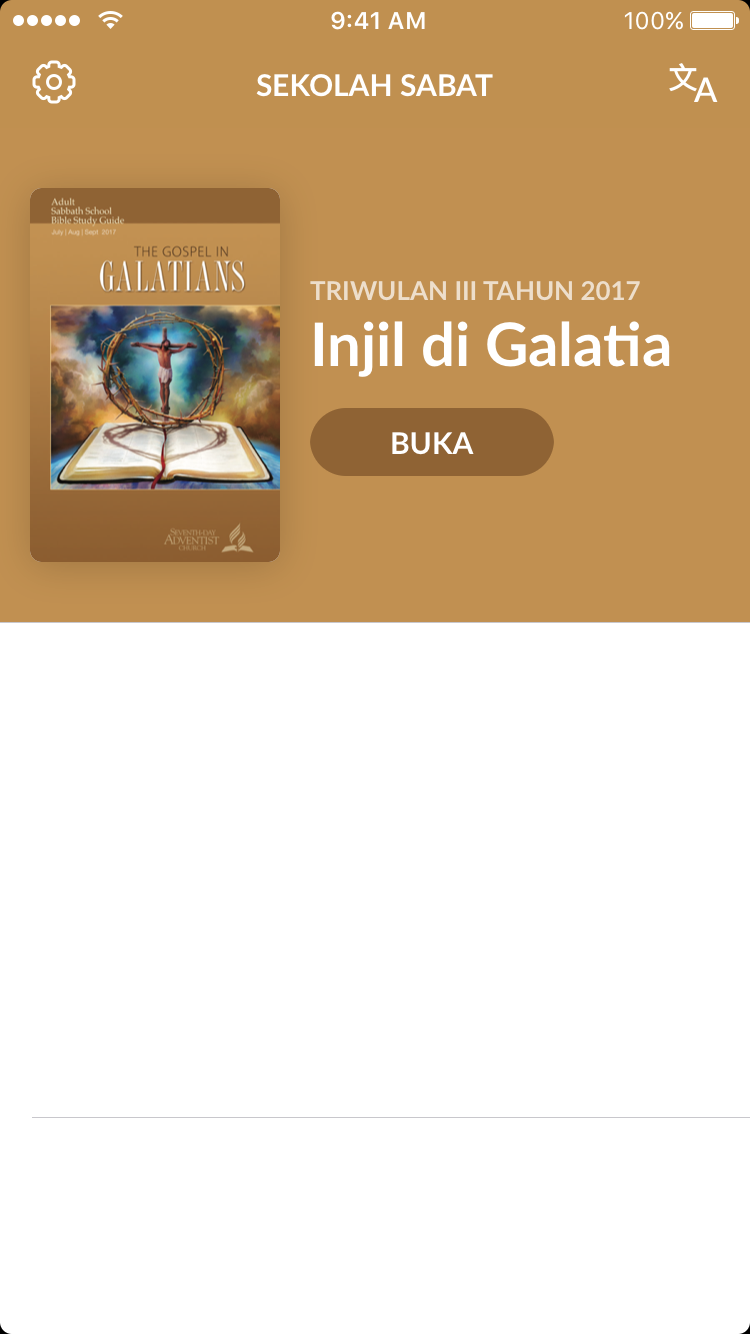 9:41 AM
100%
SEKOLAH SABAT
文A
Adult
Sabbath School
Bible Study Guide
July | Aug | Sept 2017
THE GOSPEL IN
GALATIANS
SEVENTH-DAY
ADVENTIST
CHURCH
TRIWULAN III TAHUN 2017
Injil di Galatia
BUKA